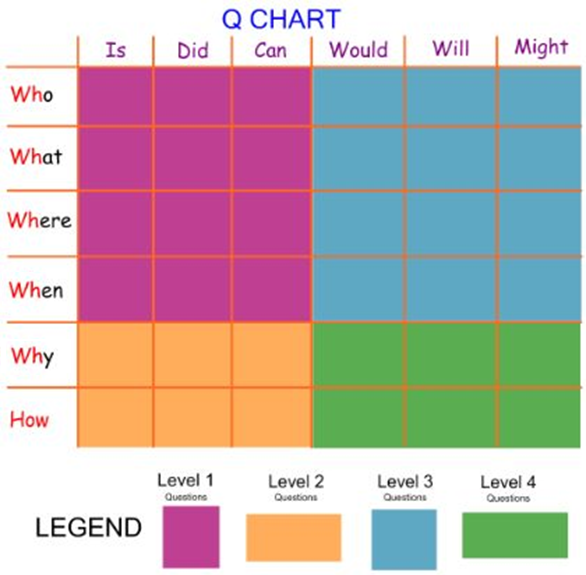 Q CHART
Is Did Can Would Will Might
Who
What
Where
When
Why
How
Level 1 Level 2 Level 3 Level 4
Questions Questions Questions Questions
LEGEND